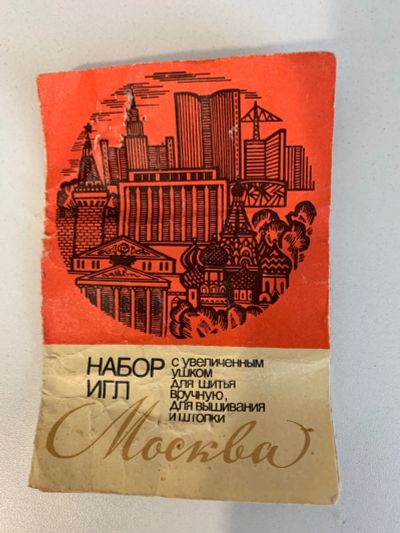 НАБОР
ИГЛ
с увеличенным
ушком
для шитья
вручную,
для вышивания
и штопки
Москва